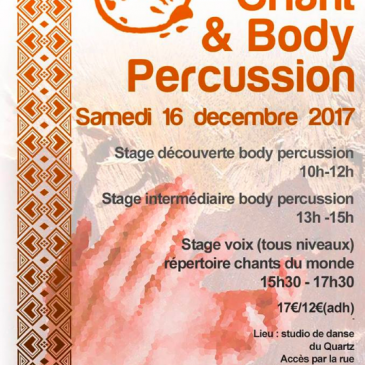 Chant
& Body
Percussion
Samedi 16 decembre 2017
Stage découverte body percussion
10h-12h
Stage intermédiaire body percussion
13h -15h
Stage voix (tous niveaux)
répertoire chants du monde
15h30 - 17h30
17€/12€(adh)
Lieu : studio de danse
du Quartz
Accès par la rue